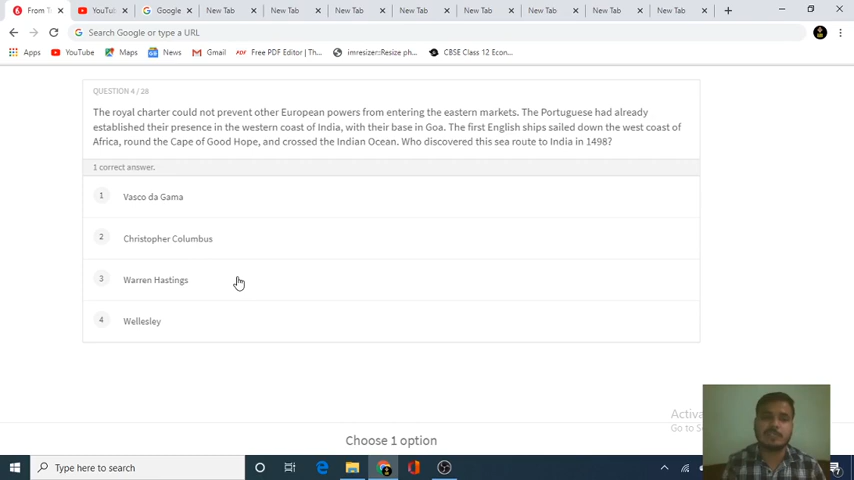 From T
YouTu
Google
New Tab
New Tab
New Tab
New Tab
New Tab
New Tab
New Tab
New Tab
Search Google or type a URL
Apps
YouTube
Maps
News
Gmail
PDF Free PDF Editor | Th...
imresizer:Resize ph...
CBSE Class 12 Econ...
QUESTION 4 / 28
The royal charter could not prevent other European powers from entering the eastern markets. The Portuguese had already
established their presence in the western coast of India, with their base in Goa. The first English ships sailed down the west coast of
Africa, round the Cape of Good Hope, and crossed the Indian Ocean. Who discovered this sea route to India in 1498?
1 correct answer.
1 Vasco da Gama
2 Christopher Columbus
3 Warren Hastings
4 Wellesley
Activa
Go to S
Choose 1 option
Type here to search